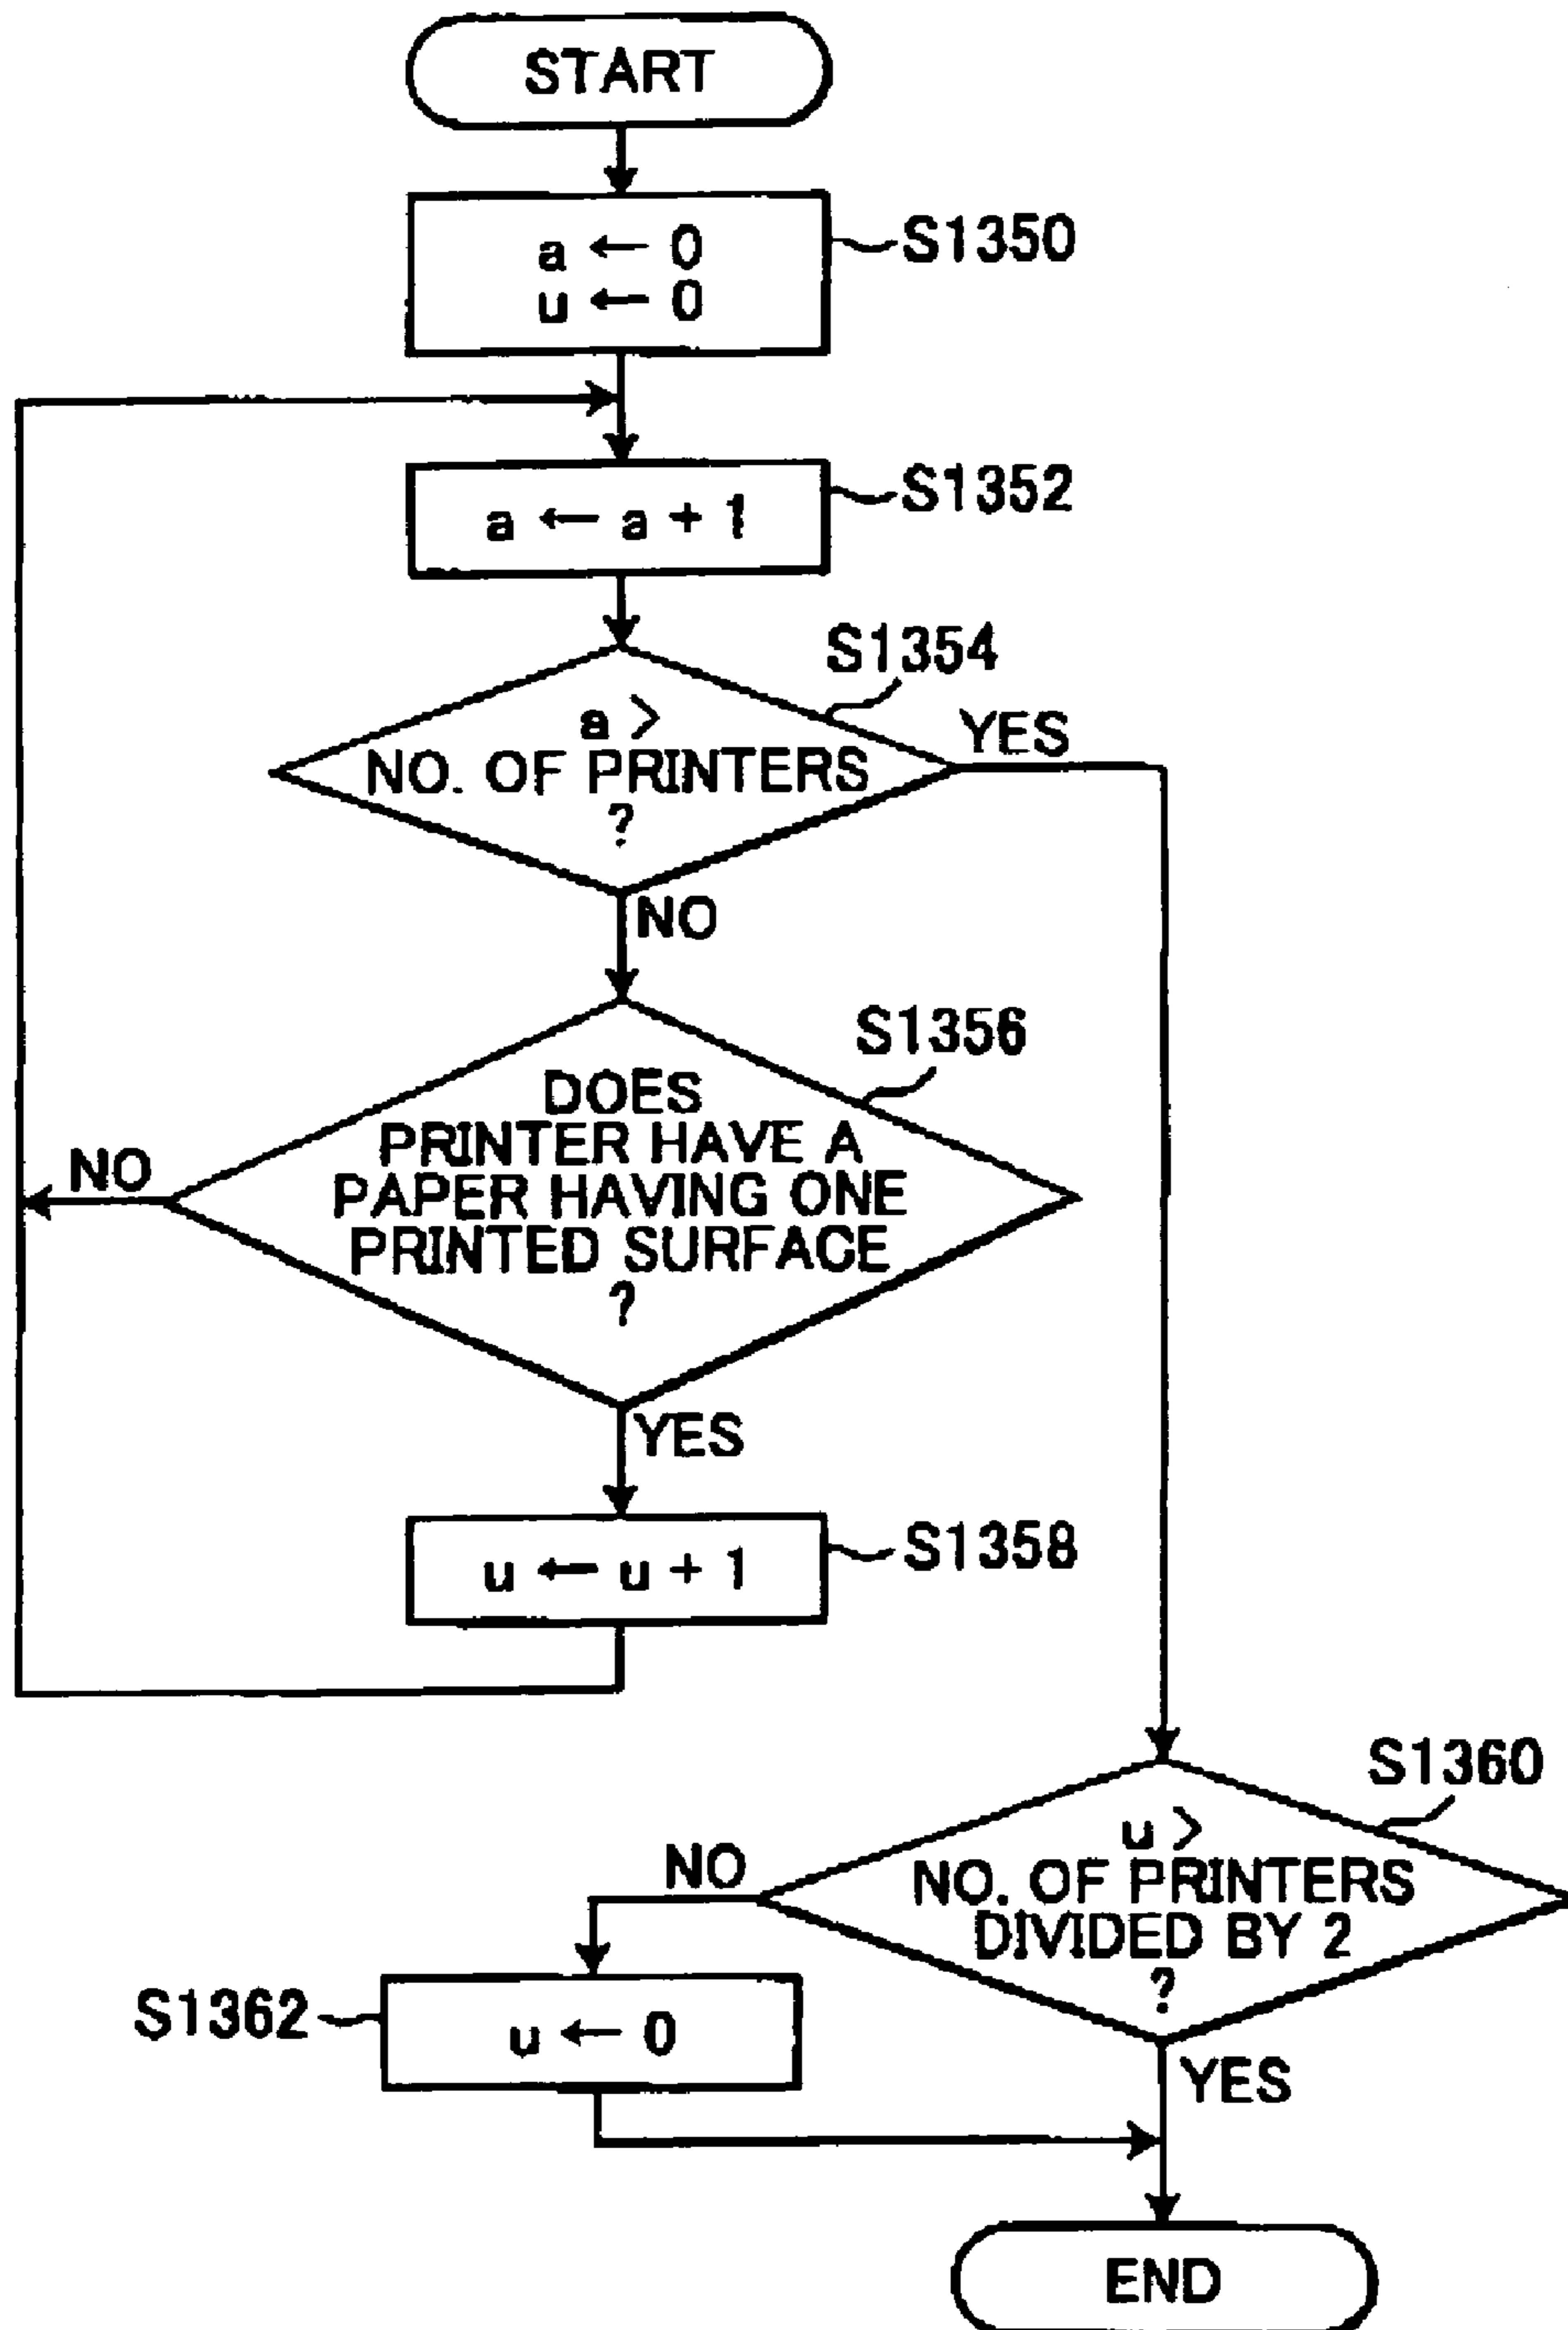 START
a ← 0
u ← 0
S1350
a ← a + 1
S1352
S1354
a >
NO. OF PRINTERS
?
YES
NO
S1356
DOES
PRINTER HAVE A
PAPER HAVING ONE
PRINTED SURFACE
?
NO
YES
u ← u + 1
S1358
S1360
u >
NO. OF PRINTERS
DIVIDED BY 2
?
NO
YES
S1362
u ← 0
END